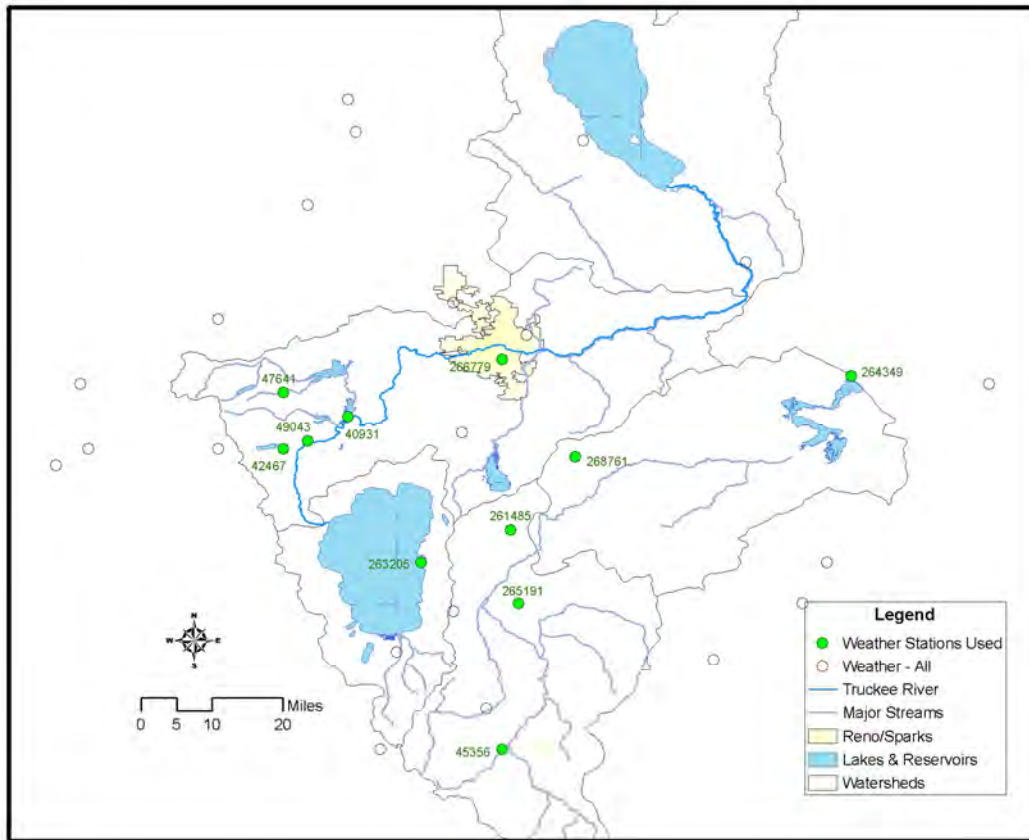 47641
266779
264349
49043
40931
42467
268761
261485
263205
265191
45356
N
W E
S
Miles
0 5 10 20
Legend
Weather Stations Used
Weather - All
Truckee River
Major Streams
Reno/Sparks
Lakes & Reservoirs
Watersheds